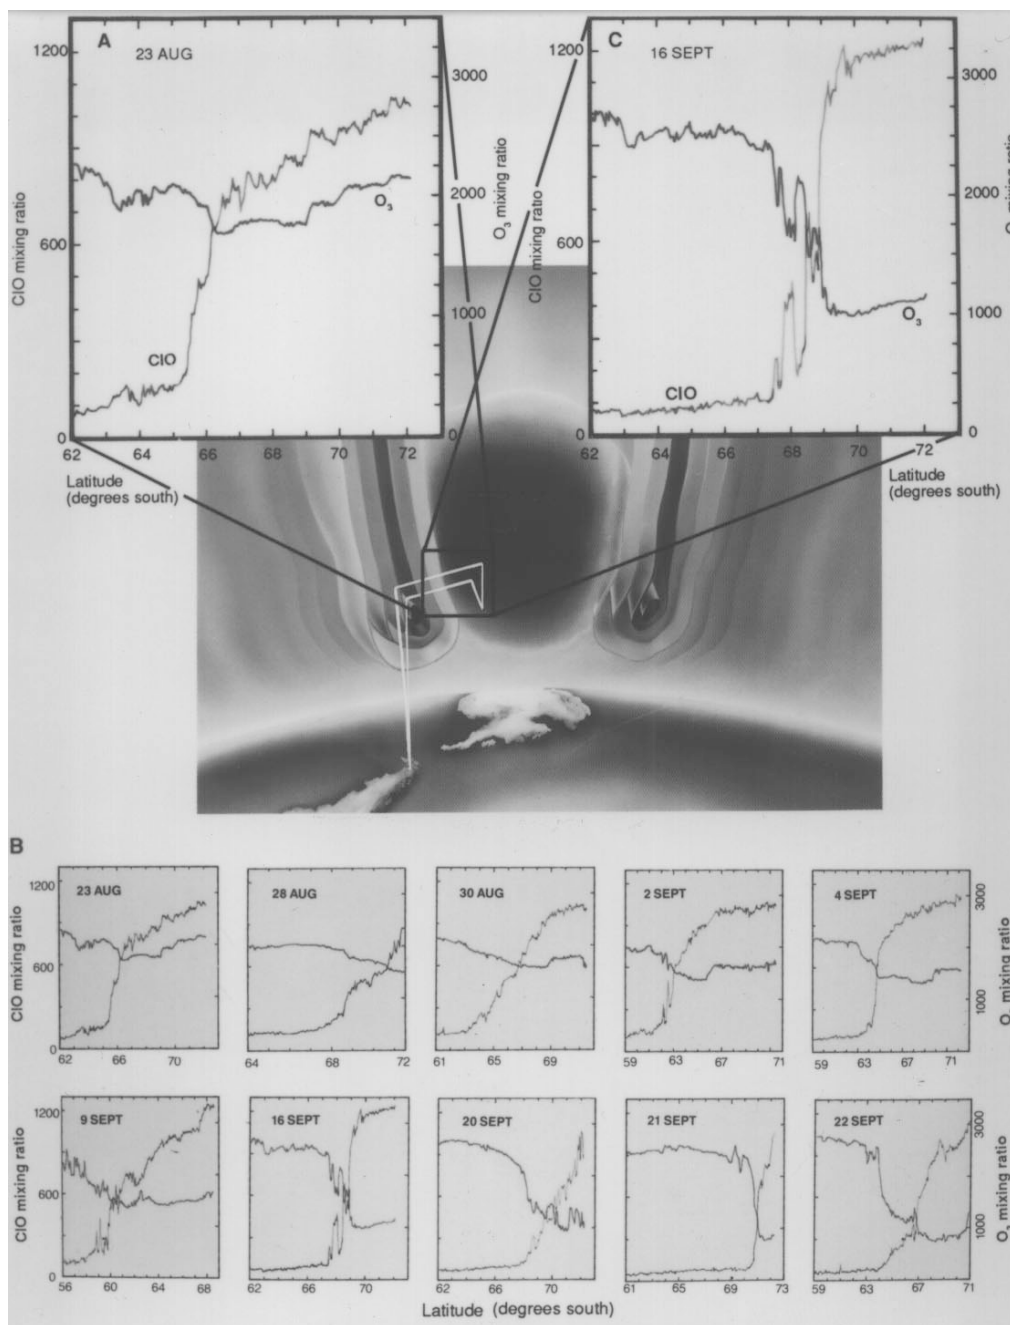 A
23 AUG
1200
600
0
ClO mixing ratio
3000
2000
1000
0
O3 mixing ratio
O3
ClO
62 64 66 68 70 72
Latitude
(degrees south)
C
16 SEPT
1200
600
0
ClO mixing ratio
3000
2000
1000
0
mixing ratio
O3
ClO
62 64 66 68 70 72
Latitude
(degrees south)
B
ClO mixing ratio
1200
600
0
23 AUG
62 66 70
28 AUG
64 68 72
30 AUG
61 65 69
2 SEPT
59 63 67 71
4 SEPT
59 63 67 71
3000
1000
O3 mixing ratio
ClO mixing ratio
1200
600
0
9 SEPT
56 60 64 68
16 SEPT
62 66 70
20 SEPT
62 66 70
21 SEPT
61 65 69 73
22 SEPT
59 63 67 71
3000
1000
O3 mixing ratio
Latitude (degrees south)